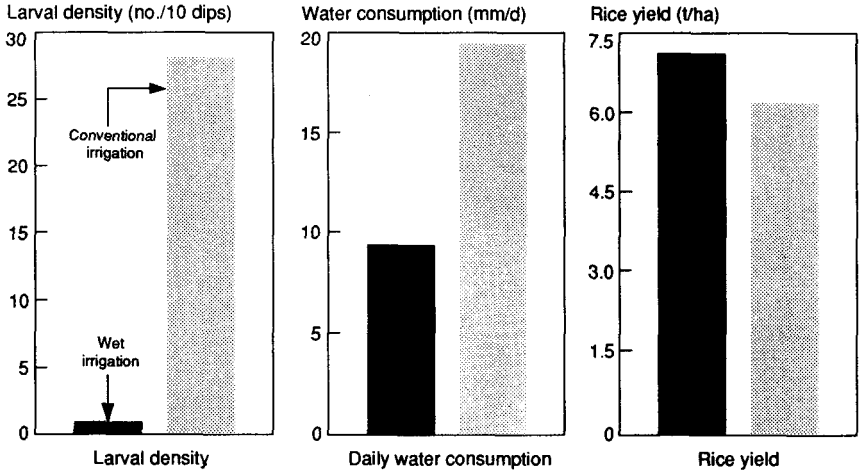 Larval density (no./10 dips)
30
25
20
15
10
5
0
Conventional
irrigation
Wet
irrigation
Larval density
Water consumption (mm/d)
20
15
10
5
0
Daily water consumption
Rice yield (t/ha)
7.5
6.0
4.5
3.0
1.5
0
Rice yield